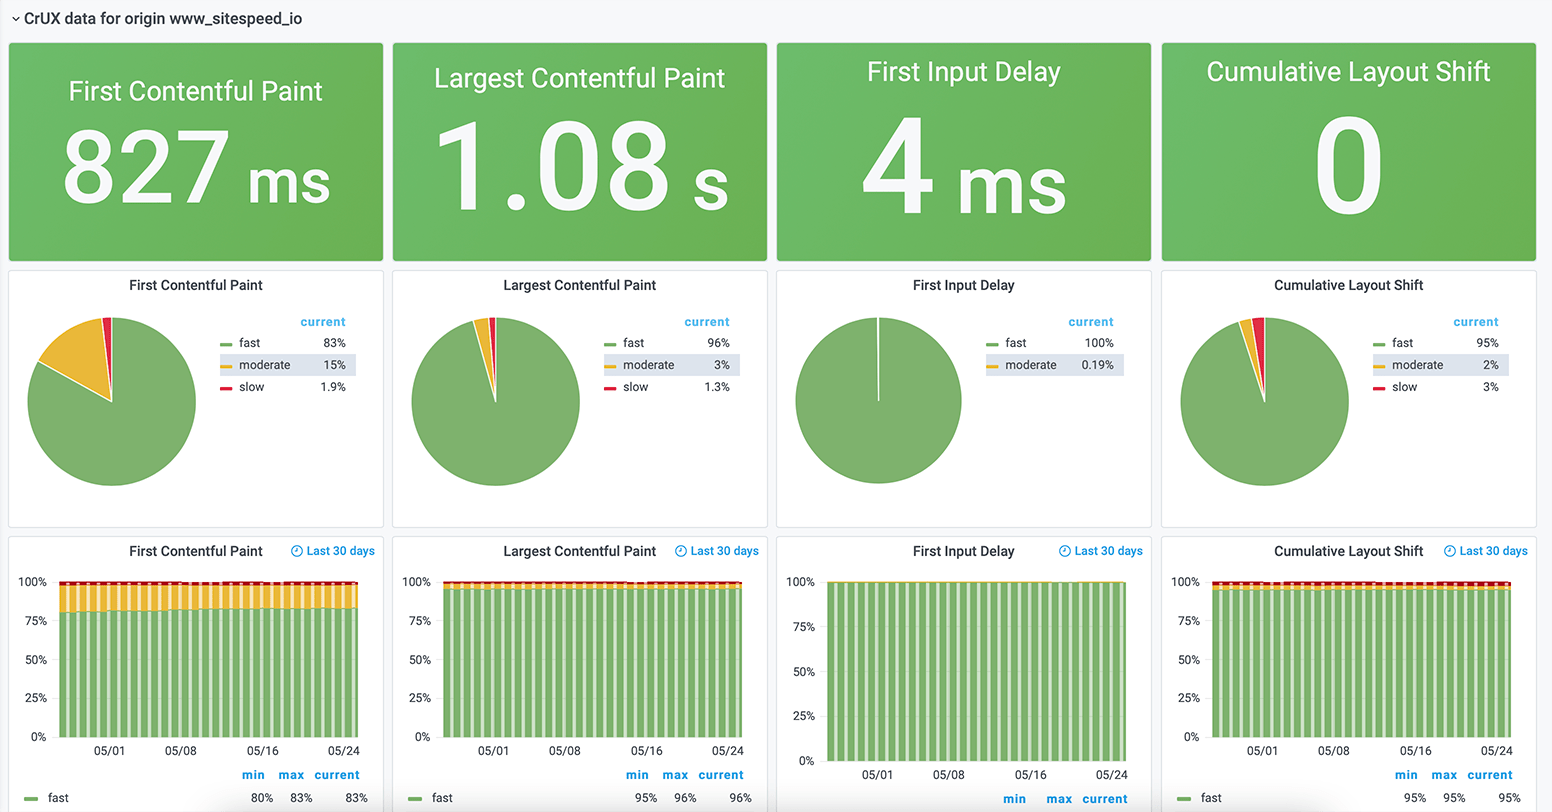 CrUX data for origin www_sitespeed_io
First Contentful Paint
827 ms
Largest Contentful Paint
1.08 s
First Input Delay
4 ms
Cumulative Layout Shift
0
First Contentful Paint
current
fast 83%
moderate 15%
slow 1.9%
Largest Contentful Paint
current
fast 96%
moderate 3%
slow 1.3%
First Input Delay
current
fast 100%
moderate 0.19%
Cumulative Layout Shift
current
fast 95%
moderate 2%
slow 3%
First Contentful Paint Last 30 days
100%
75%
50%
25%
0%
05/01 05/08 05/16 05/24
min max current
fast 80% 83% 83%
Largest Contentful Paint Last 30 days
100%
75%
50%
25%
0%
05/01 05/08 05/16 05/24
min max current
fast 95% 96% 96%
First Input Delay Last 30 days
100%
75%
50%
25%
0%
05/01 05/08 05/16 05/24
min max current
Cumulative Layout Shift Last 30 days
100%
75%
50%
25%
0%
05/01 05/08 05/16 05/24
min max current
fast 95% 95% 95%